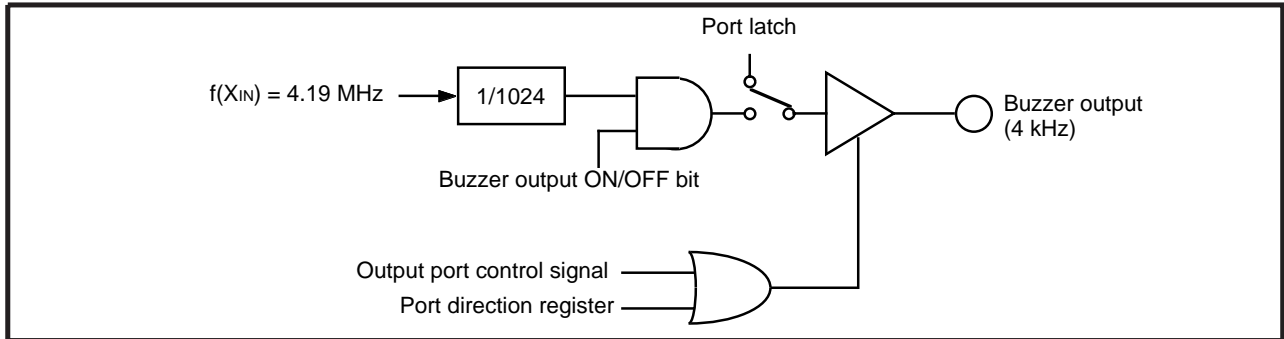 Port latch
f(XIN) = 4.19 MHz
1/1024
Buzzer output
(4 kHz)
Buzzer output ON/OFF bit
Output port control signal
Port direction register